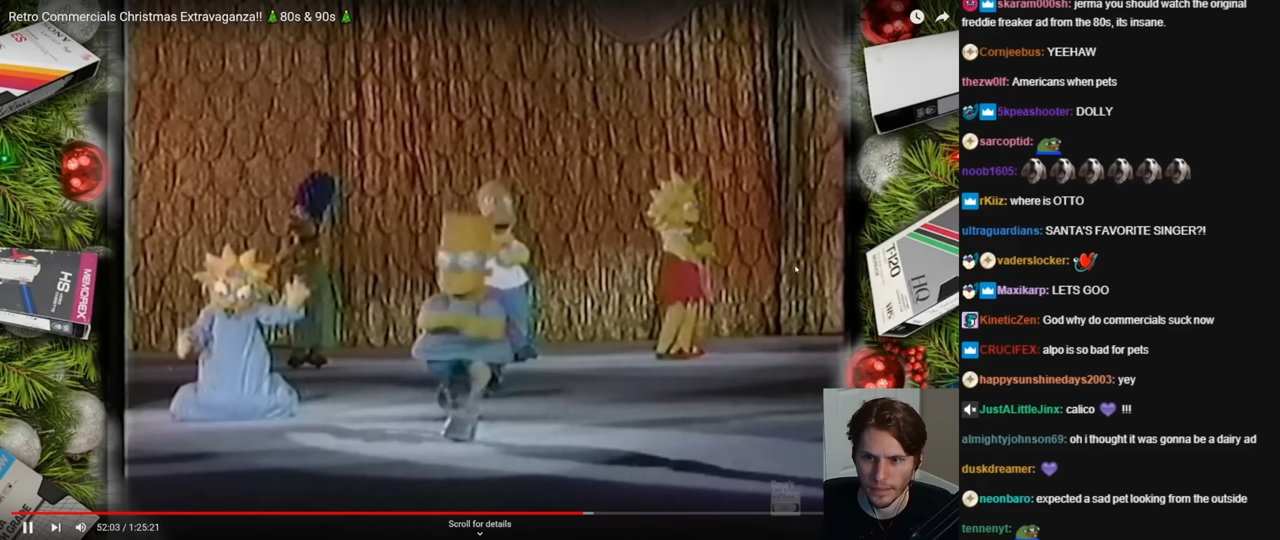 Retro Commercials Christmas Extravaganza!! 🎄80s & 90s 🎄
SONY
ES
MEMOREX
HS
T-120
HQ
VHS
52:03 / 1:25:21
Scroll for details
skaram000sh: jerma you should watch the original
freddie freaker ad from the 80s, its insane.
Cornjeebus: YEEHAW
thezw0lf: Americans when pets
5kpeashooter: DOLLY
sarcoptid:
noob1605:
rKiiz: where is OTTO
ultraguardians: SANTA'S FAVORITE SINGER?!
vaderslocker:
Maxikarp: LETS GOO
KineticZen: God why do commercials suck now
CRUCIFEX: alpo is so bad for pets
happysunshinedays2003: yey
JustALittleJinx: calico 💜 !!!
almightyjohnson69: oh i thought it was gonna be a dairy ad
duskdreamer: 💜
neonbaro: expected a sad pet looking from the outside
tennenyt: